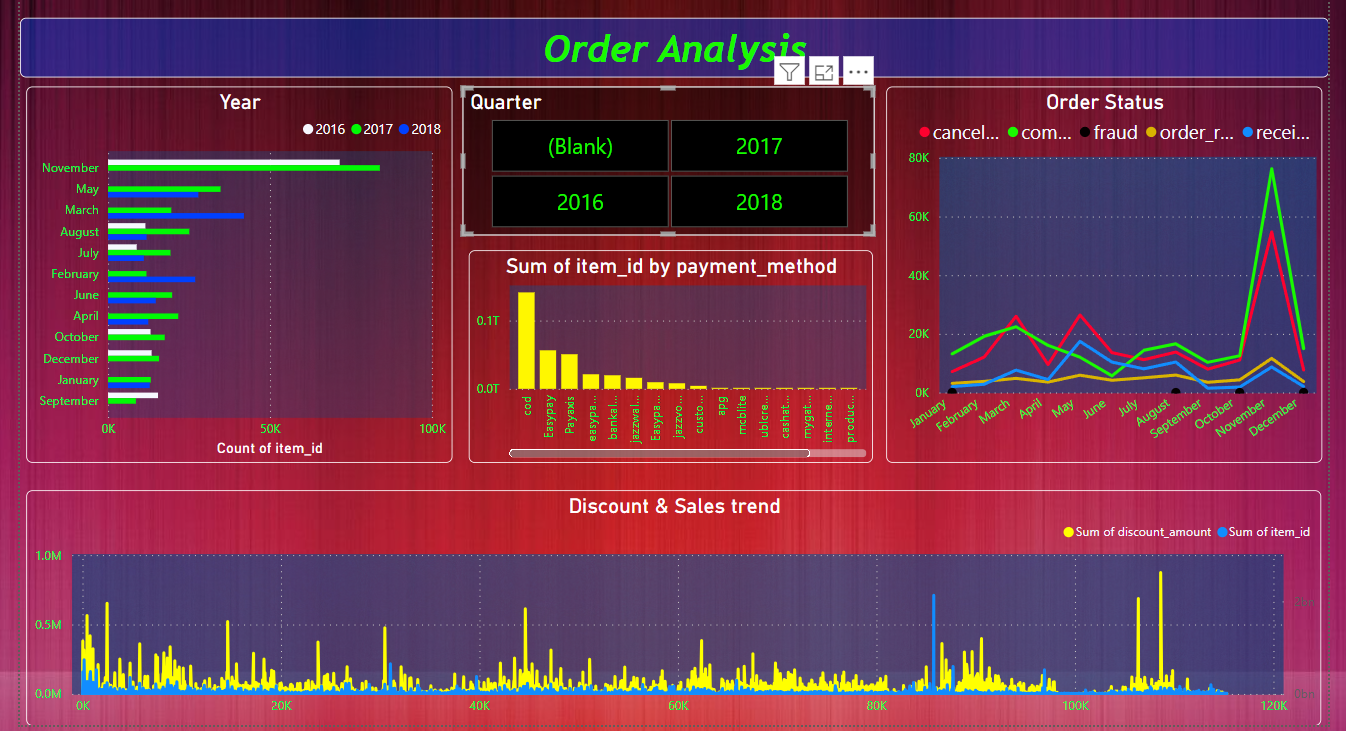 Order Analysis
Year
2016 2017 2018
November
May
March
August
July
February
June
April
October
December
January
September
0K 50K 100K
Count of item_id
Quarter
(Blank) 2017
2016 2018
Sum of item_id by payment_method
0.1T
0.0T
cod
Easypay
Payaxis
easypa...
bankal...
jazzwal...
Easypa...
jazzvo...
custo...
apg
mcblite
ublcre...
cashat...
mygat...
interne...
produc...
Order Status
cancel... com... fraud order_r... recei...
80K
60K
40K
20K
0K
January
February
March
April
May
June
July
August
September
October
November
December
Discount & Sales trend
Sum of discount_amount Sum of item_id
1.0M
0.5M
0.0M
0bn
0K 20K 40K 60K 80K 100K 120K